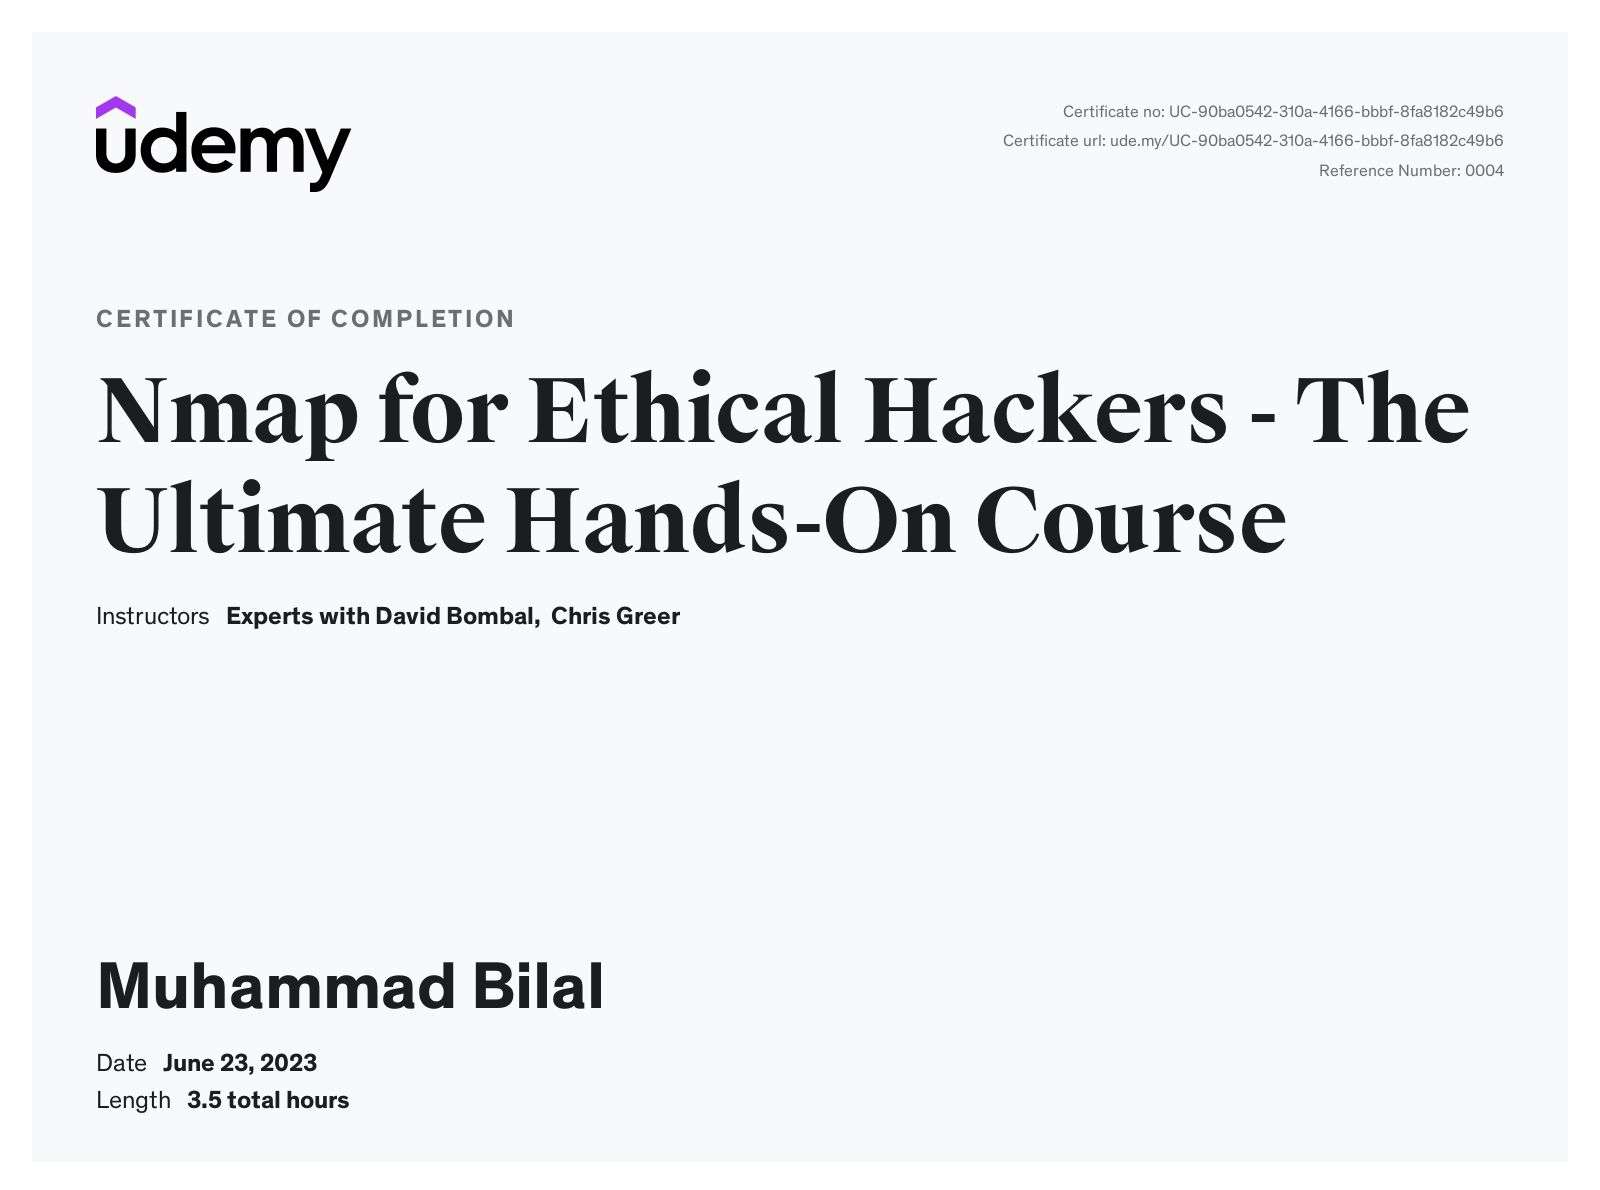 udemy
Certificate no: UC-90ba0542-310a-4166-bbbf-8fa8182c49b6
Certificate url: ude.my/UC-90ba0542-310a-4166-bbbf-8fa8182c49b6
Reference Number: 0004
CERTIFICATE OF COMPLETION
Nmap for Ethical Hackers - The
Ultimate Hands-On Course
Instructors Experts with David Bombal, Chris Greer
Muhammad Bilal
Date June 23, 2023
Length 3.5 total hours